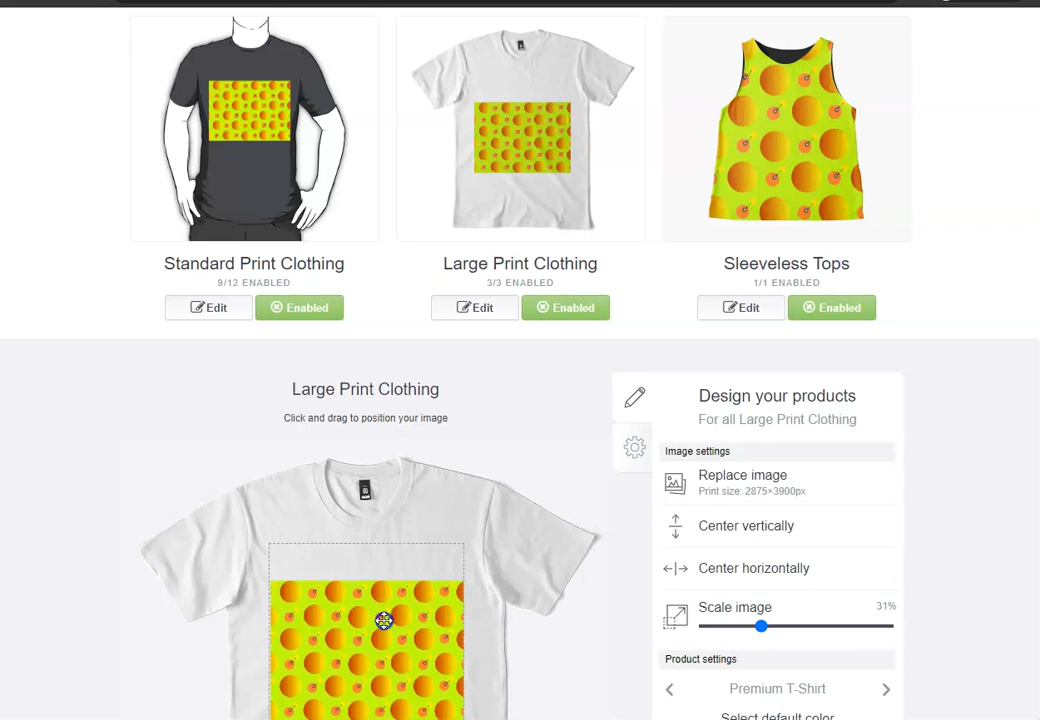 Standard Print Clothing
9/12 ENABLED
Edit
Enabled
Large Print Clothing
3/3 ENABLED
Edit
Enabled
Sleeveless Tops
1/1 ENABLED
Edit
Enabled
Large Print Clothing
Click and drag to position your image
Design your products
For all Large Print Clothing
Image settings
Replace image
Print size: 2875×3900px
Center vertically
Center horizontally
Scale image
31%
Product settings
Premium T-Shirt
Select default color